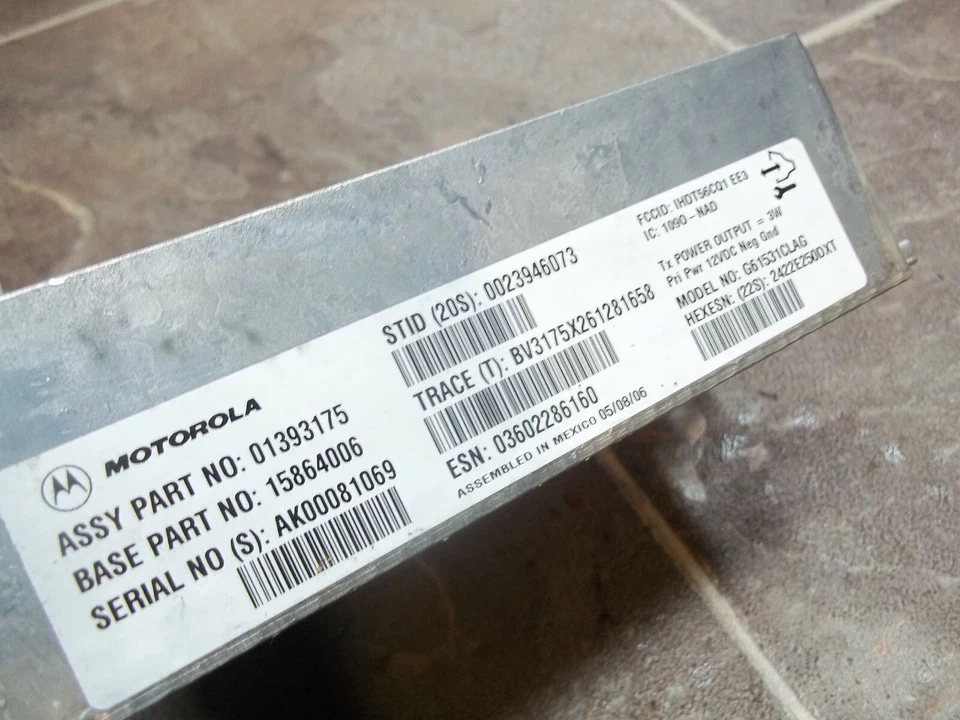 MOTOROLA
ASSY PART NO: 01393175
BASE PART NO: 15864006
SERIAL NO (S): AK00081069
STID (20S): 0023946073
TRACE (T): BV3175X261281658
ESN: 03602286160
ASSEMBLED IN MEXICO 05/08/06
FCCID: IHDT56CQ1 EE3
IC: 109O-NAD
Tx POWER OUTPUT = 3W
Pri Pwr 12VDC Neg Gnd
MODEL NO: G61531CLAG
HEXESN: (22S): 2422E250DXT